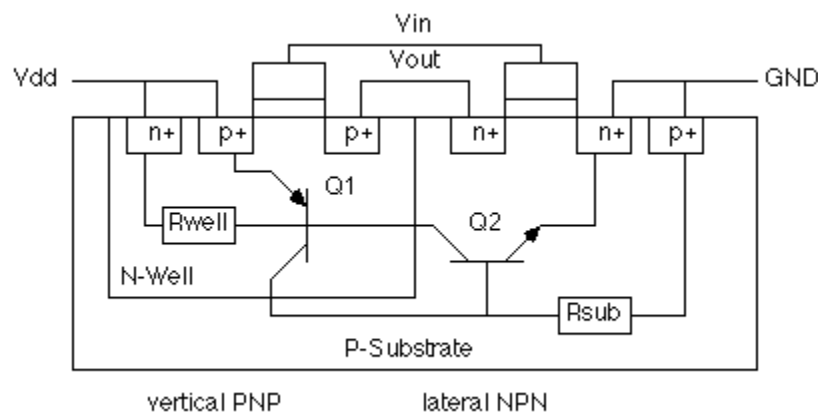 Vin
Vdd
Vout
GND
n+
p+
p+
n+
n+
p+
Q1
Rwell
Q2
N-Well
Rsub
P-Substrate
vertical PNP
lateral NPN